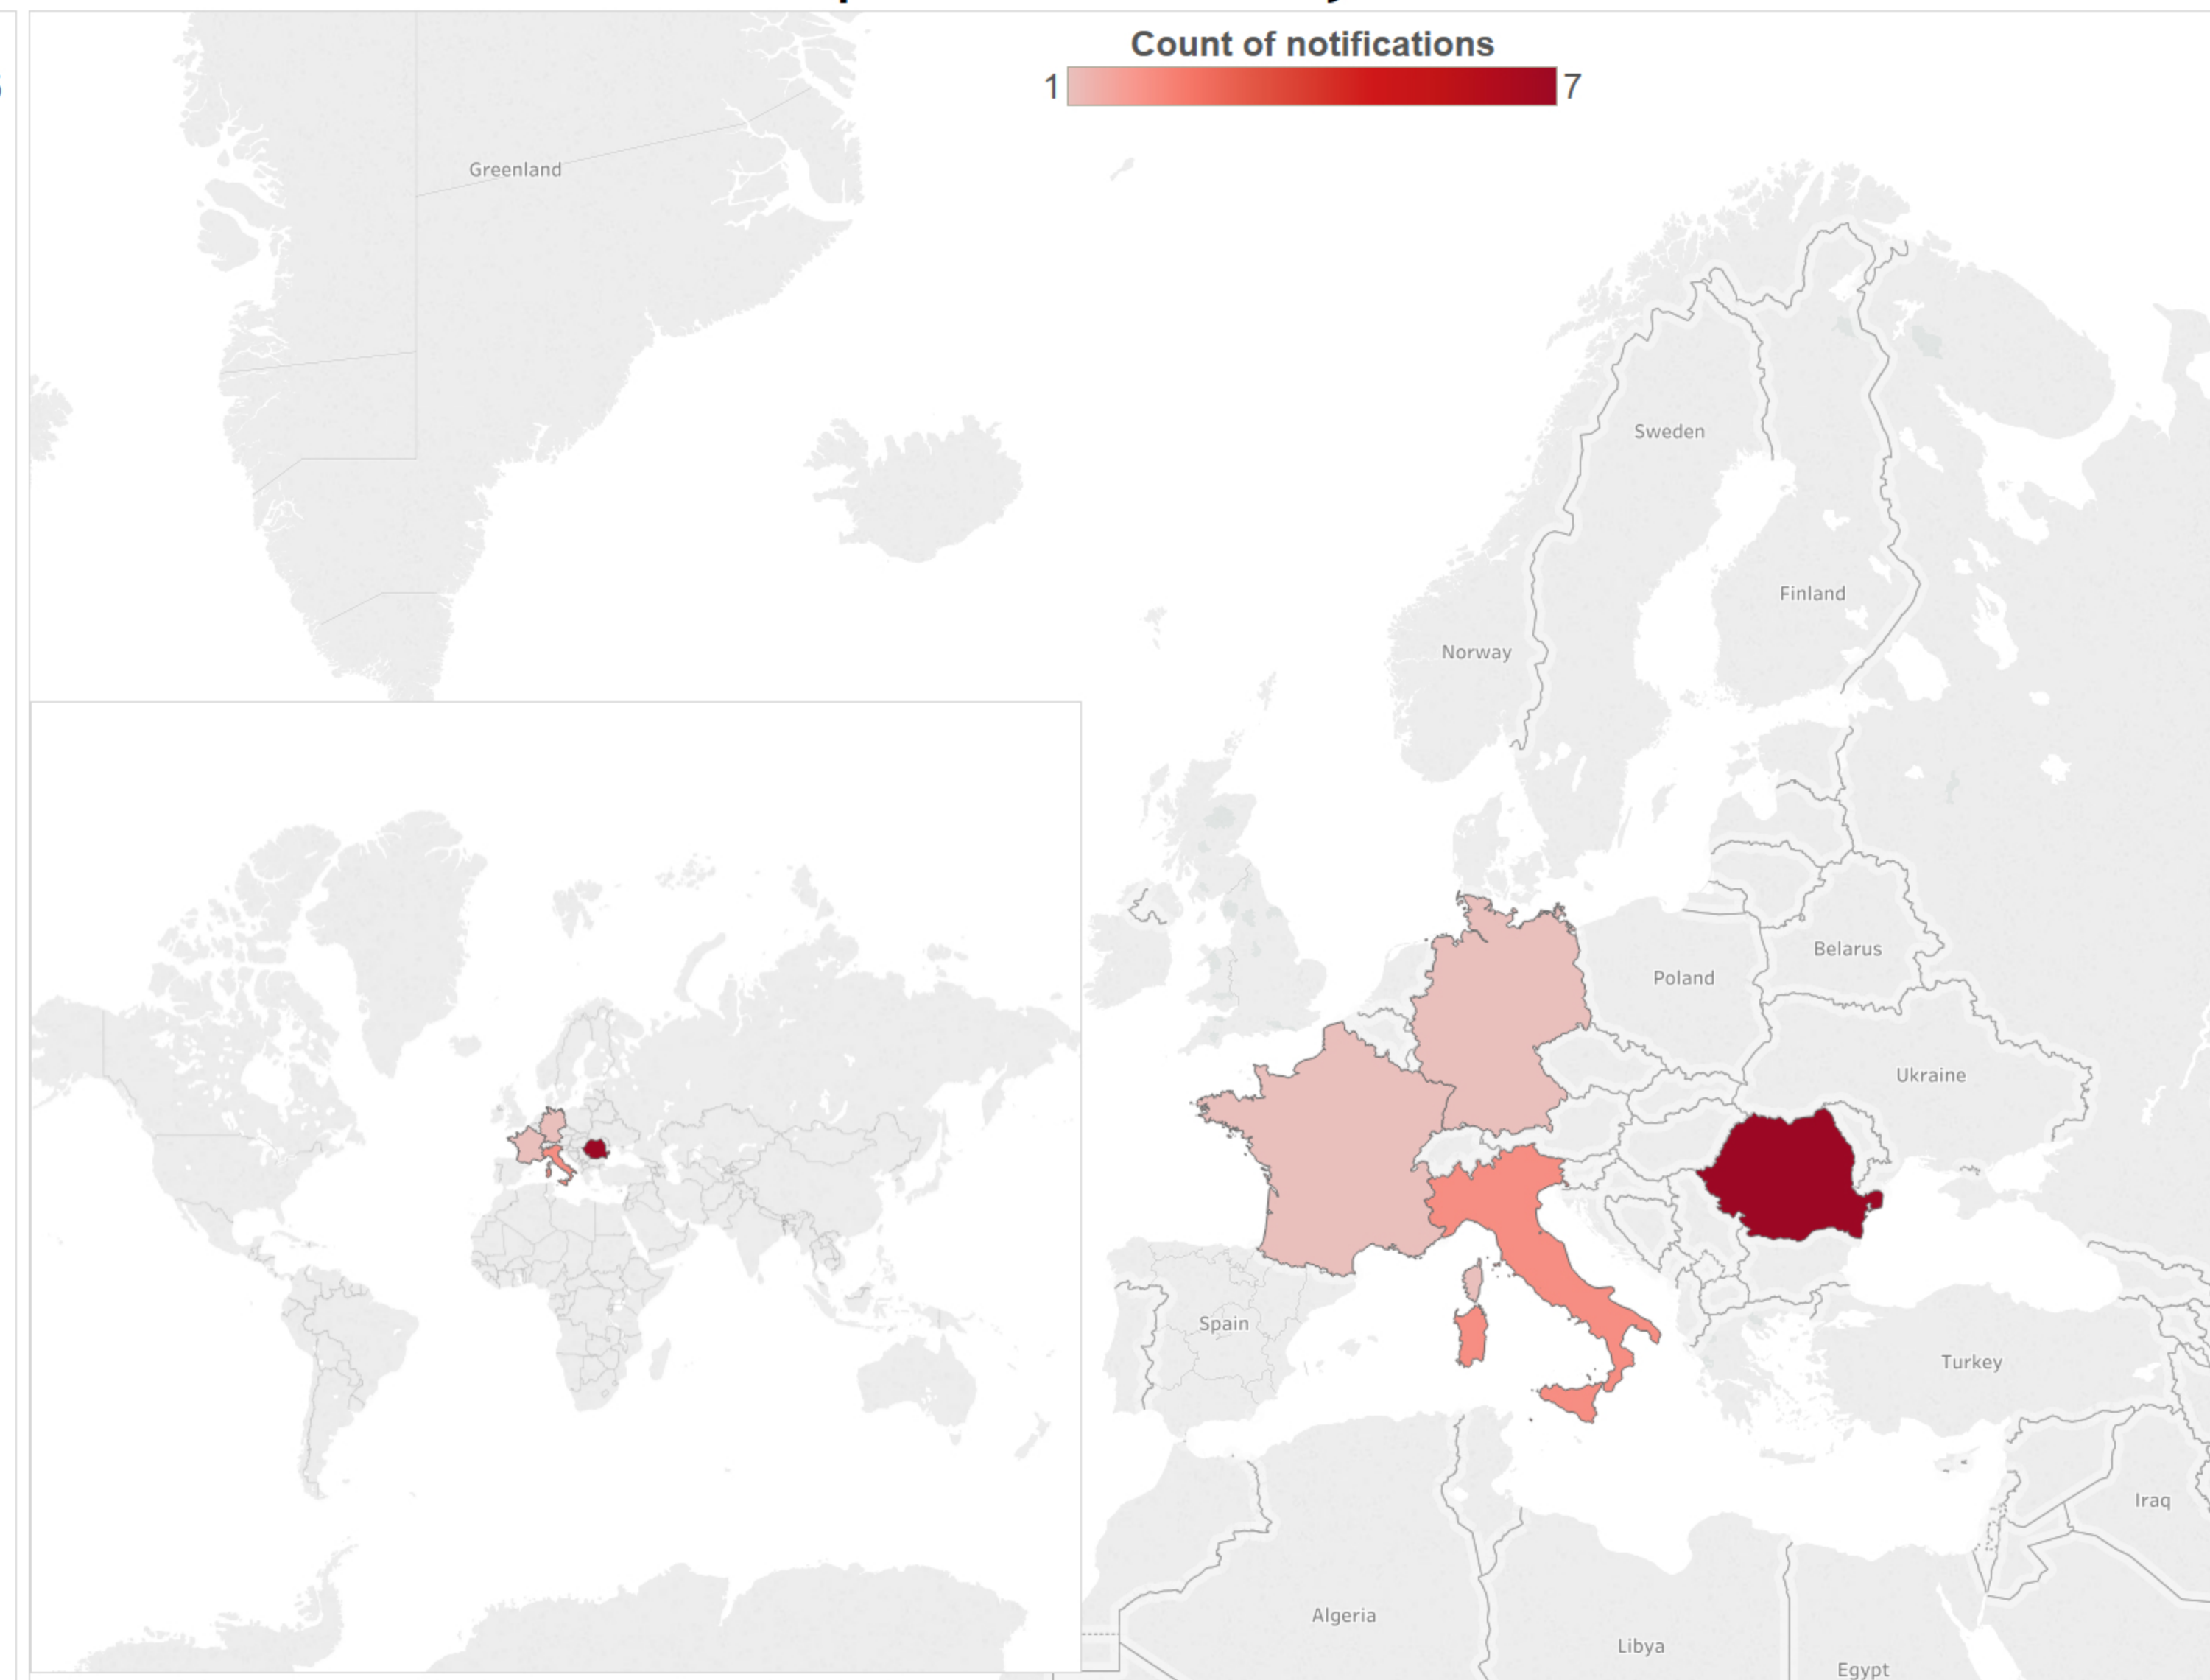 Count of notifications
1 7
Greenland
Sweden
Finland
Norway
Belarus
Poland
Ukraine
Spain
Turkey
Iraq
Algeria
Libya
Egypt